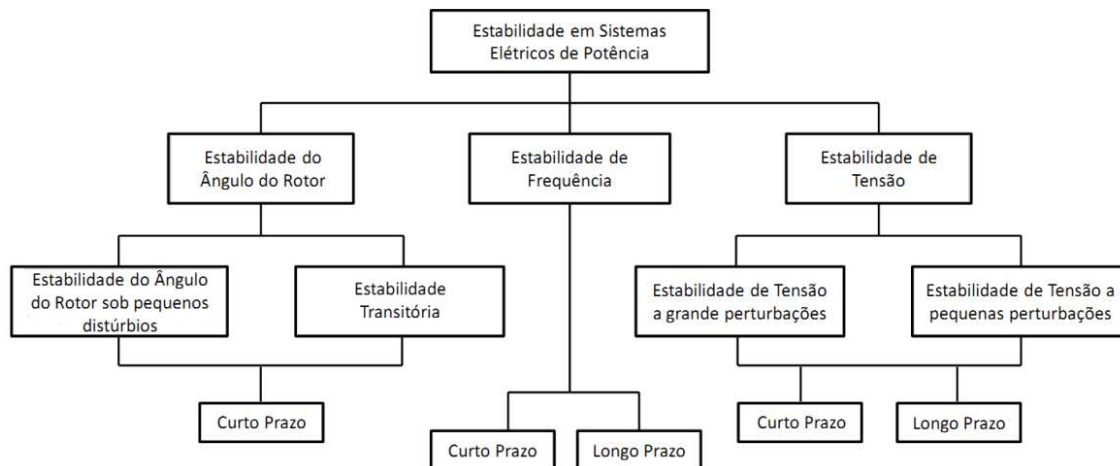 Estabilidade em Sistemas
Elétricos de Potência
Estabilidade do
Ângulo do Rotor
Estabilidade de
Frequência
Estabilidade de
Tensão
Estabilidade do Ângulo
do Rotor sob pequenos
distúrbios
Estabilidade
Transitória
Estabilidade de Tensão
a grande perturbações
Estabilidade de Tensão a
pequenas perturbações
Curto Prazo
Curto Prazo
Longo Prazo
Curto Prazo
Longo Prazo